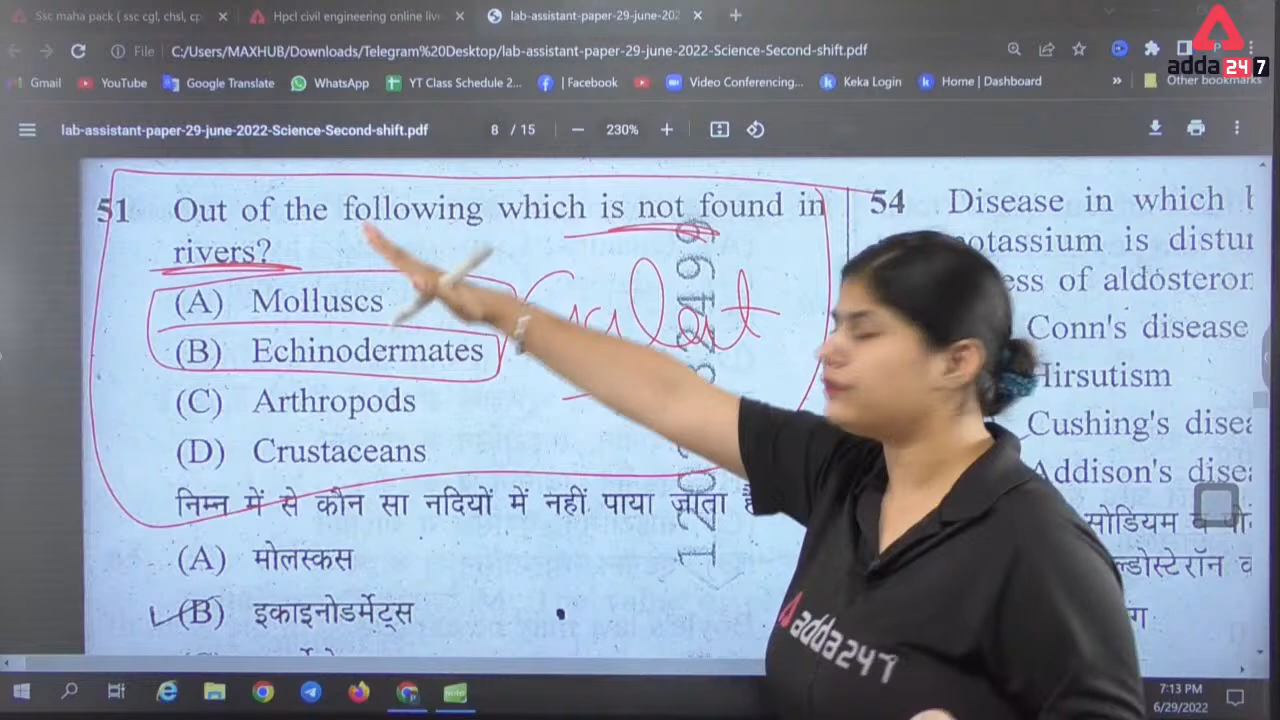 Ssc maha pack ( ssc cgl, chsl, cp
Hpcl civil engineering online live
lab-assistant-paper-29-june-202
File C:/Users/MAXHUB/Downloads/Telegram%20Desktop/lab-assistant-paper-29-june-2022-Science-Second-shift.pdf
P
adda 247
Gmail YouTube Google Translate WhatsApp YT Class Schedule 2... | Facebook Video Conferencing... Keka Login Home | Dashboard » Other bookmarks
lab-assistant-paper-29-june-2022-Science-Second-shift.pdf 8 / 15 230%
51 Out of the following which is not found in
rivers?
(A) Molluscs
(B) Echinodermates
(C) Arthropods
(D) Crustaceans
निम्न में से कौन सा नदियों में नहीं पाया जाता है
(A) मोलस्कस
(B) इकाइनोडर्मेट्स
54 Disease in which
potassium is distur
ess of aldosteron
Conn's disease
Hirsutism
Cushing's disea
Addison's disea
सोडियम व पो
ल्डोस्टेरॉन
adda247
7:13 PM
6/29/2022